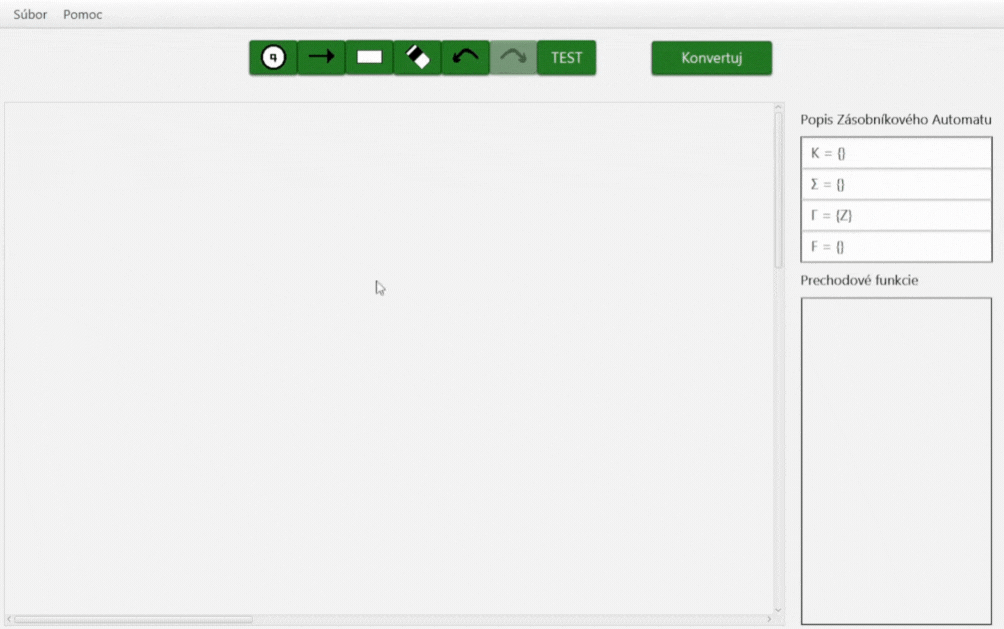 Súbor Pomoc
q TEST Konvertuj
Popis Zásobníkového Automatu
K = {}
Σ = {}
Γ = {Z}
F = {}
Prechodové funkcie